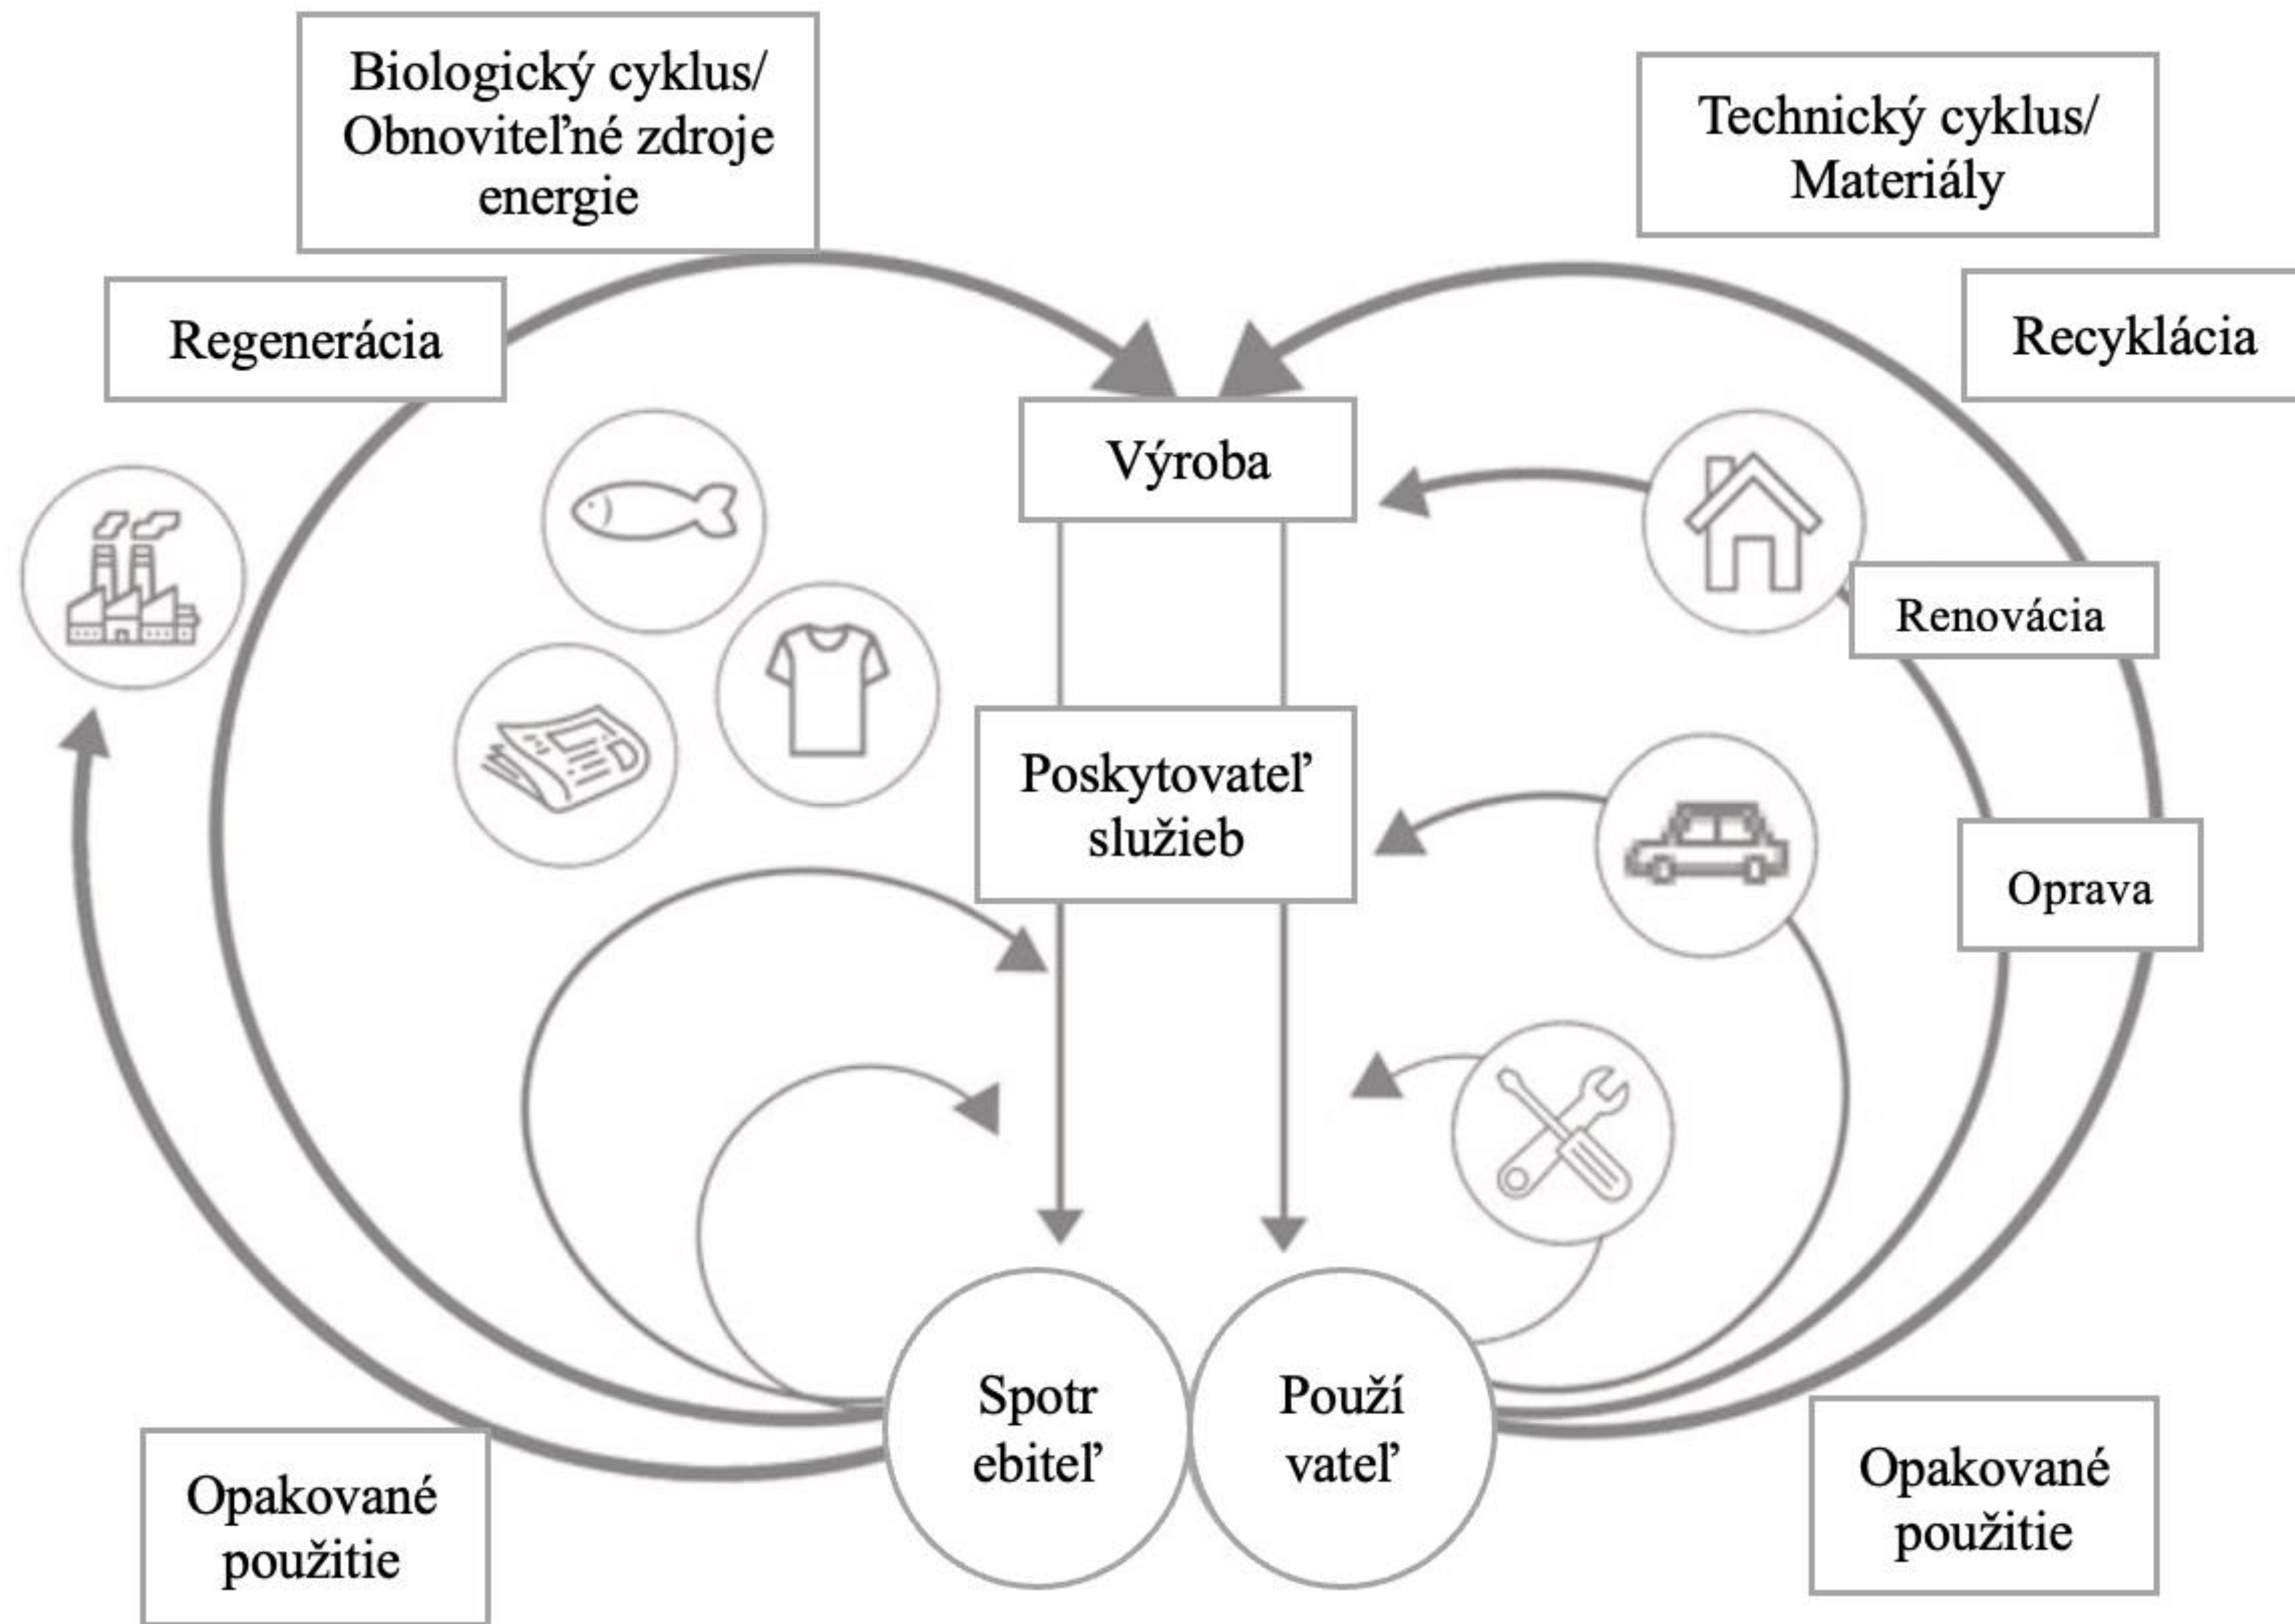 Biologický cyklus/
Obnoviteľné zdroje
energie
Technický cyklus/
Materiály
Regenerácia
Recyklácia
Výroba
Renovácia
Poskytovateľ
služieb
Oprava
Spotr
ebiteľ
Použí
vateľ
Opakované
použitie
Opakované
použitie